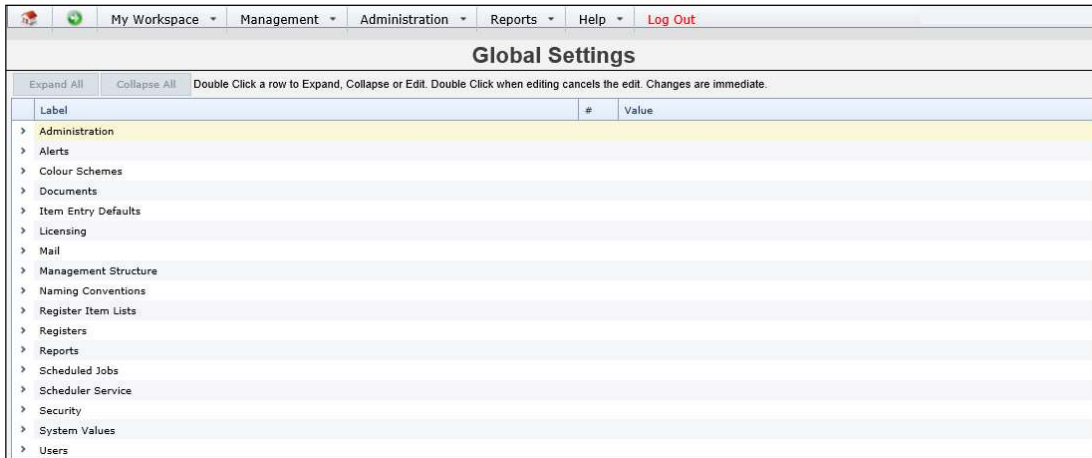 My Workspace Management Administration Reports Help Log Out
Global Settings
Expand All Collapse All Double Click a row to Expand, Collapse or Edit. Double Click when editing cancels the edit. Changes are immediate.
Label # Value
Administration
Alerts
Colour Schemes
Documents
Item Entry Defaults
Licensing
Mail
Management Structure
Naming Conventions
Register Item Lists
Registers
Reports
Scheduled Jobs
Scheduler Service
Security
System Values
Users